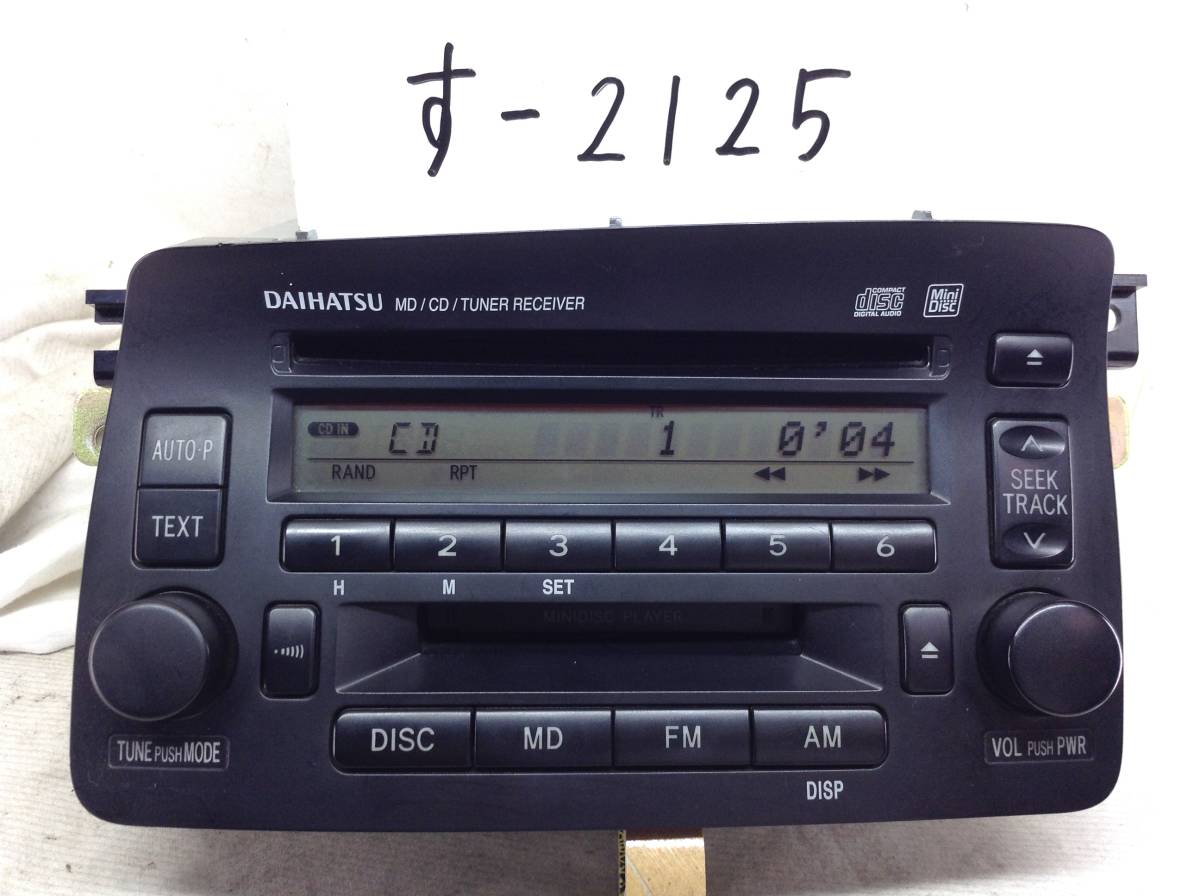 す-2125
DAIHATSU MD / CD / TUNER RECEIVER
COMPACT disc DIGITAL AUDIO
Mini Disc
AUTO·P
TEXT
CD IN CD TR 1 0’04
RAND RPT
SEEK TRACK
1 2 3 4 5 6
H M SET
MINIDISC PLAYER
DISC MD FM AM
TUNE PUSH MODE
VOL PUSH PWR
DISP